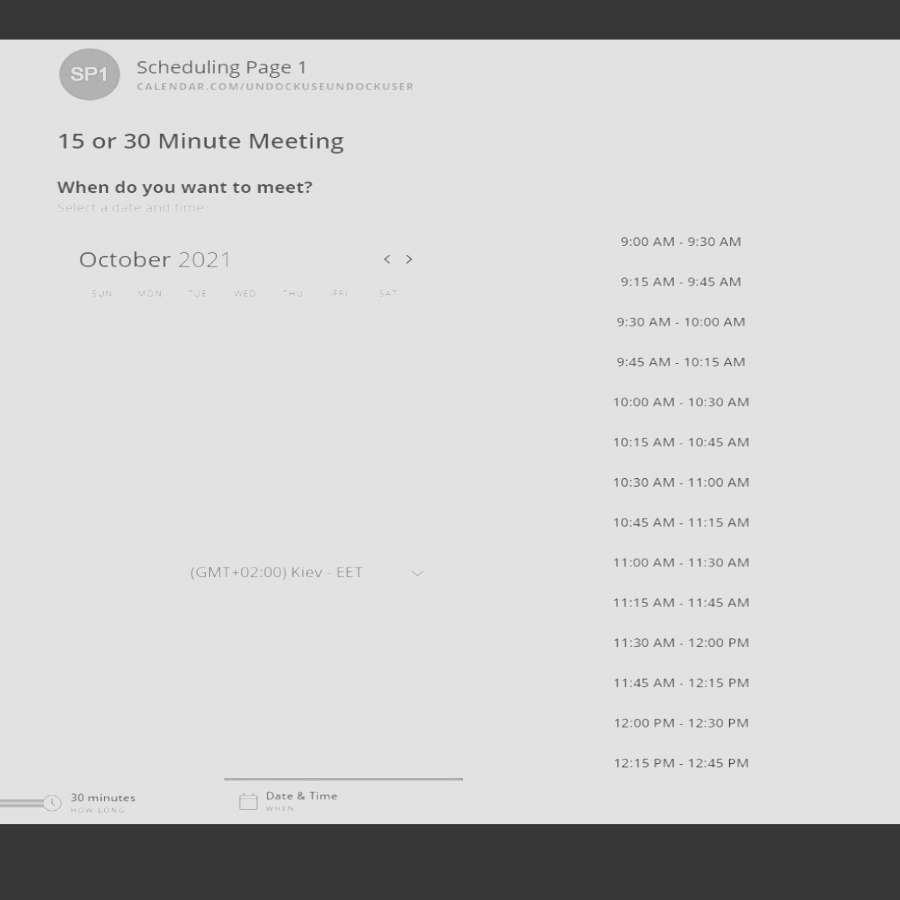 SP1
Scheduling Page 1
CALENDAR.COM/UNDOCKUSEUNDOCKUSER
15 or 30 Minute Meeting
When do you want to meet?
Select a date and time
October 2021 < >
SUN MON TUE WED THU FRI SAT
(GMT+02:00) Kiev - EET
9:00 AM - 9:30 AM
9:15 AM - 9:45 AM
9:30 AM - 10:00 AM
9:45 AM - 10:15 AM
10:00 AM - 10:30 AM
10:15 AM - 10:45 AM
10:30 AM - 11:00 AM
10:45 AM - 11:15 AM
11:00 AM - 11:30 AM
11:15 AM - 11:45 AM
11:30 AM - 12:00 PM
11:45 AM - 12:15 PM
12:00 PM - 12:30 PM
12:15 PM - 12:45 PM
30 minutes
HOW LONG
Date & Time
WHEN